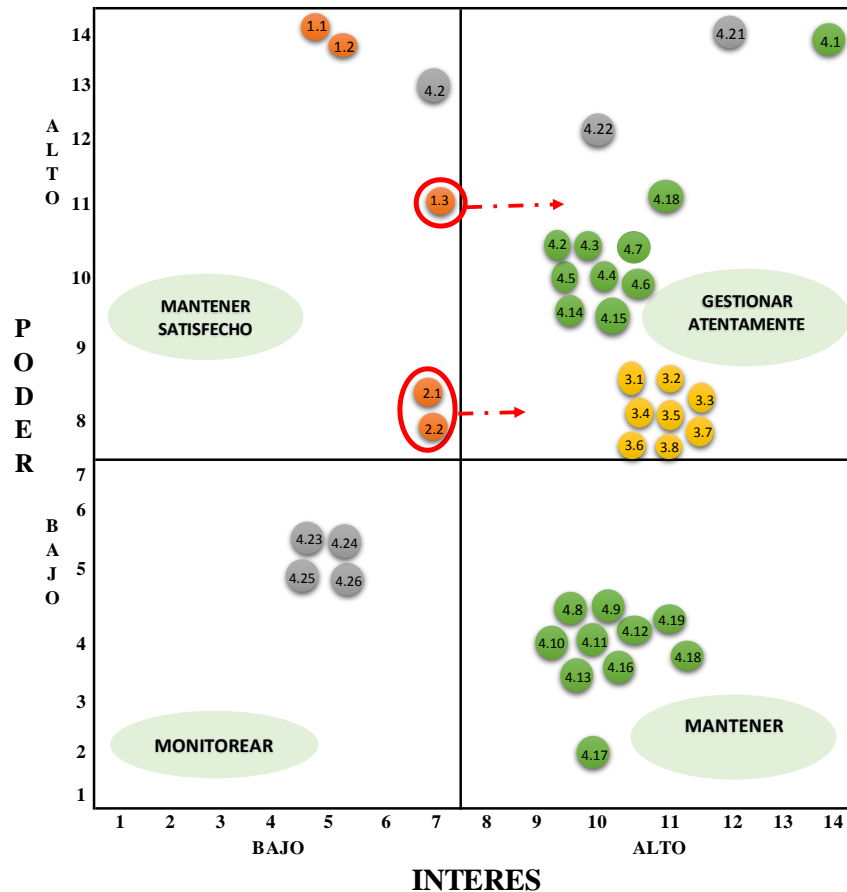 14
1.1
1.2
4.21
4.1
13
4.2
A
L
T
O
12
4.22
11
1.3
4.18
4.2
4.3
4.7
10
4.5
4.4
4.6
4.14
4.15
MANTENER
SATISFECHO
GESTIONAR
ATENTAMENTE
P
O
D
E
R
9
3.1
3.2
2.1
3.3
8
3.4
3.5
2.2
3.7
3.6
3.8
7
6
B
A
J
O
4.23
4.24
5
4.25
4.26
4.8
4.9
4.19
4
4.10
4.11
4.12
4.18
4.13
4.16
3
MANTENER
MONITOREAR
2
4.17
1
1 2 3 4 5 6 7 8 9 10 11 12 13 14
BAJO ALTO
INTERES